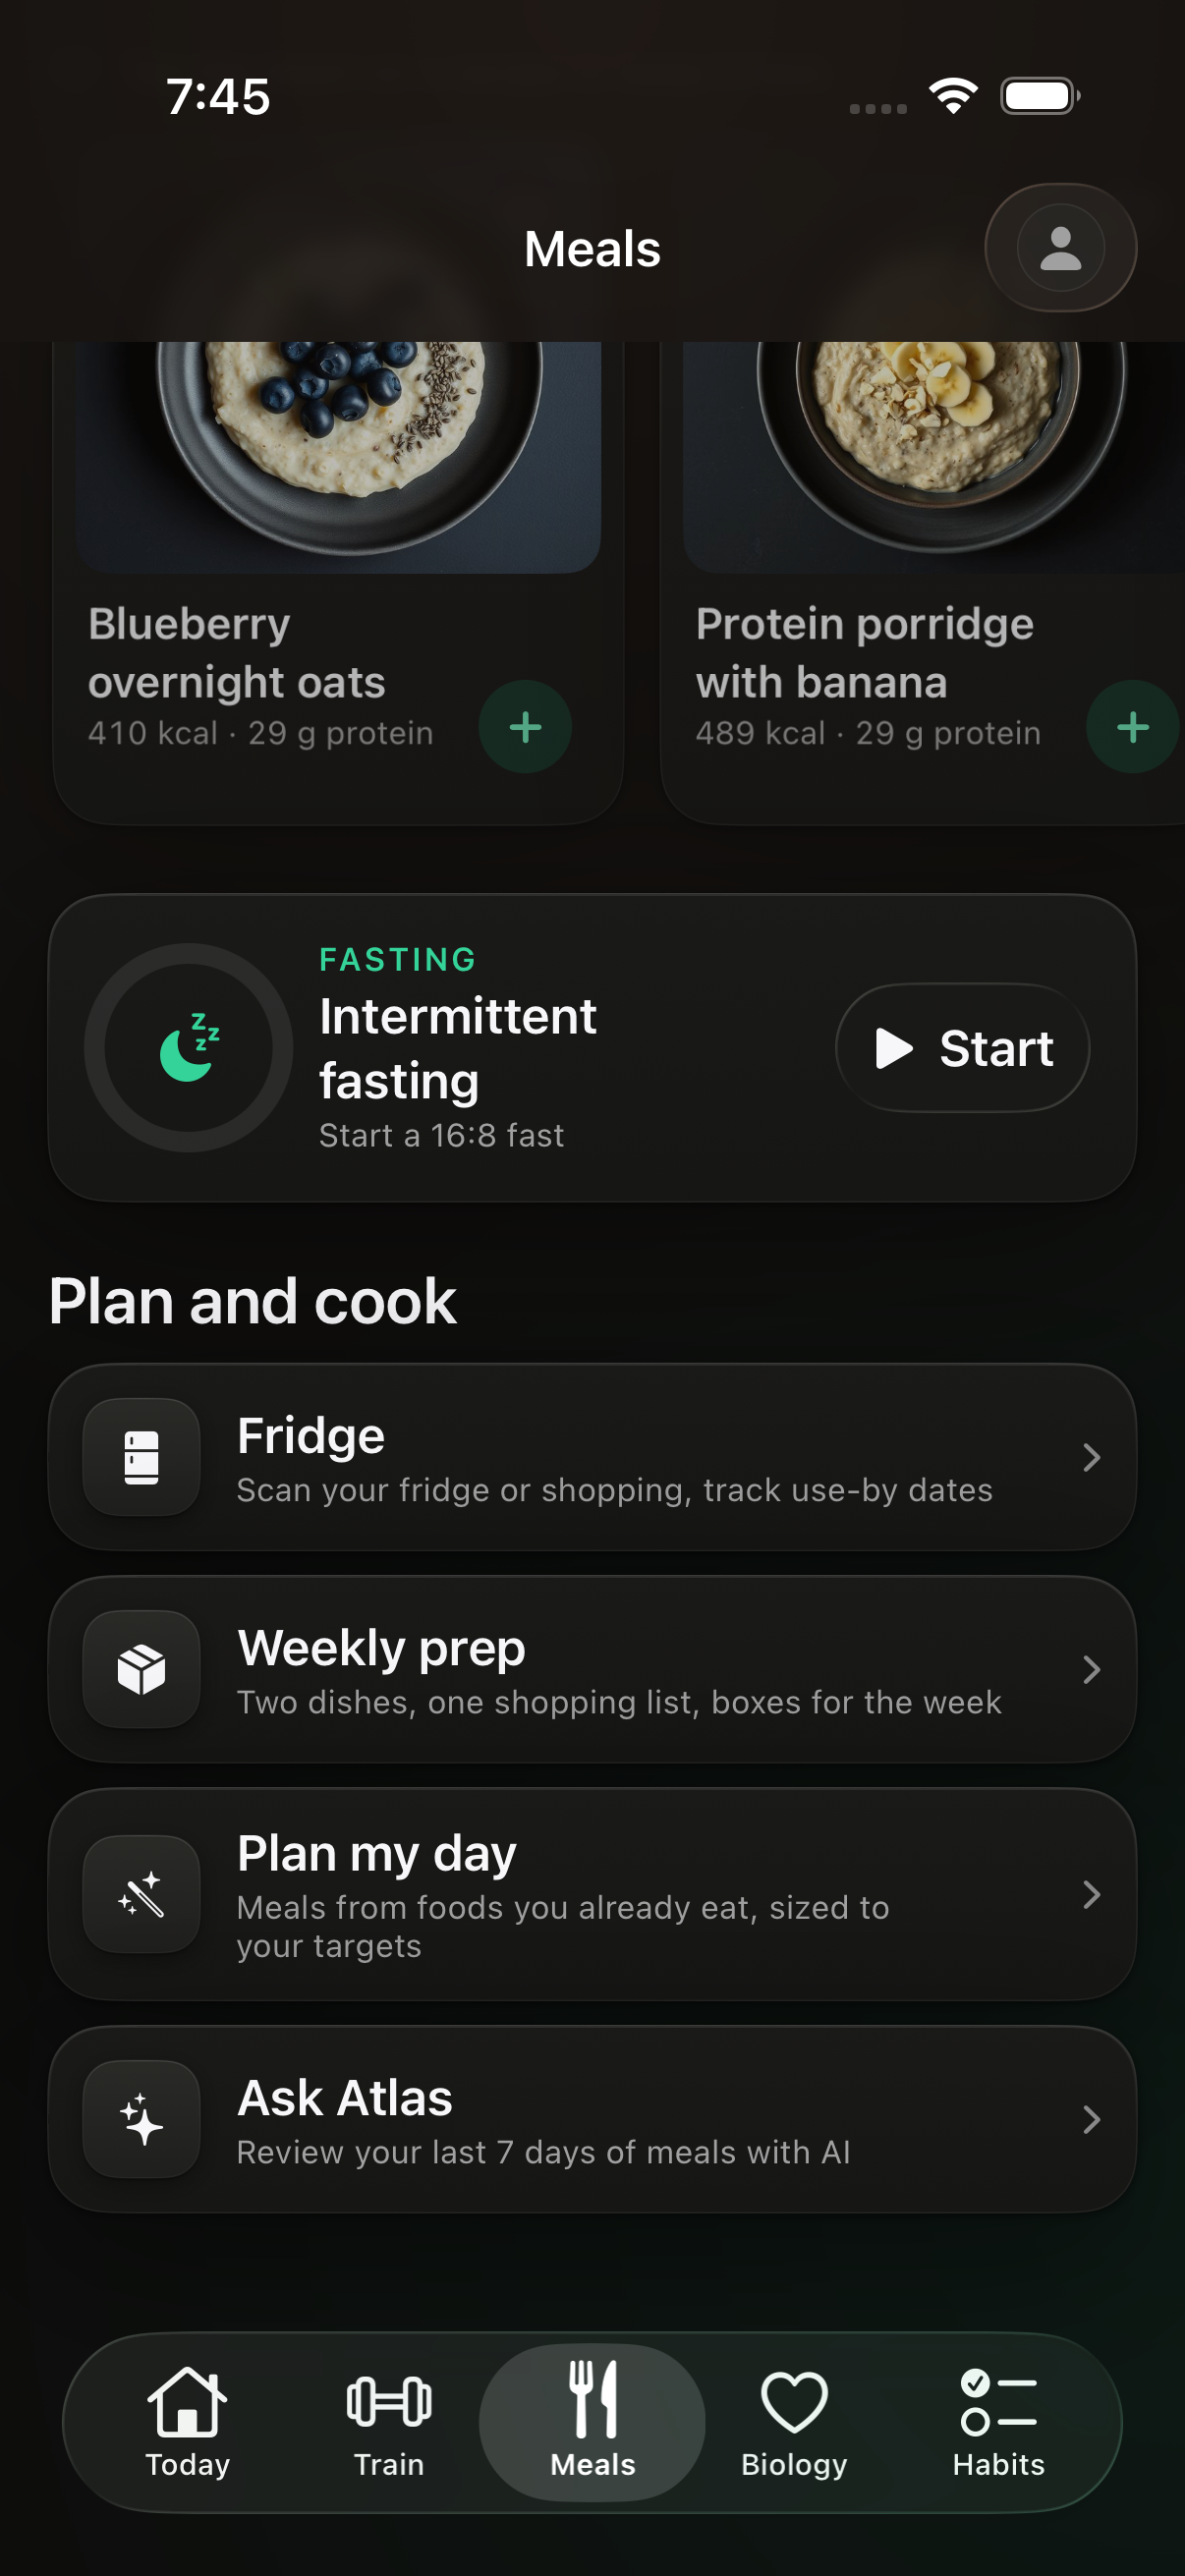 7:45
Meals
Blueberry
overnight oats
410 kcal · 29 g protein
Protein porridge
with banana
489 kcal · 29 g protein
FASTING
Intermittent
fasting
Start a 16:8 fast
Start
Plan and cook
Fridge
Scan your fridge or shopping, track use-by dates
Weekly prep
Two dishes, one shopping list, boxes for the week
Plan my day
Meals from foods you already eat, sized to
your targets
Ask Atlas
Review your last 7 days of meals with AI
Today
Train
Meals
Biology
Habits